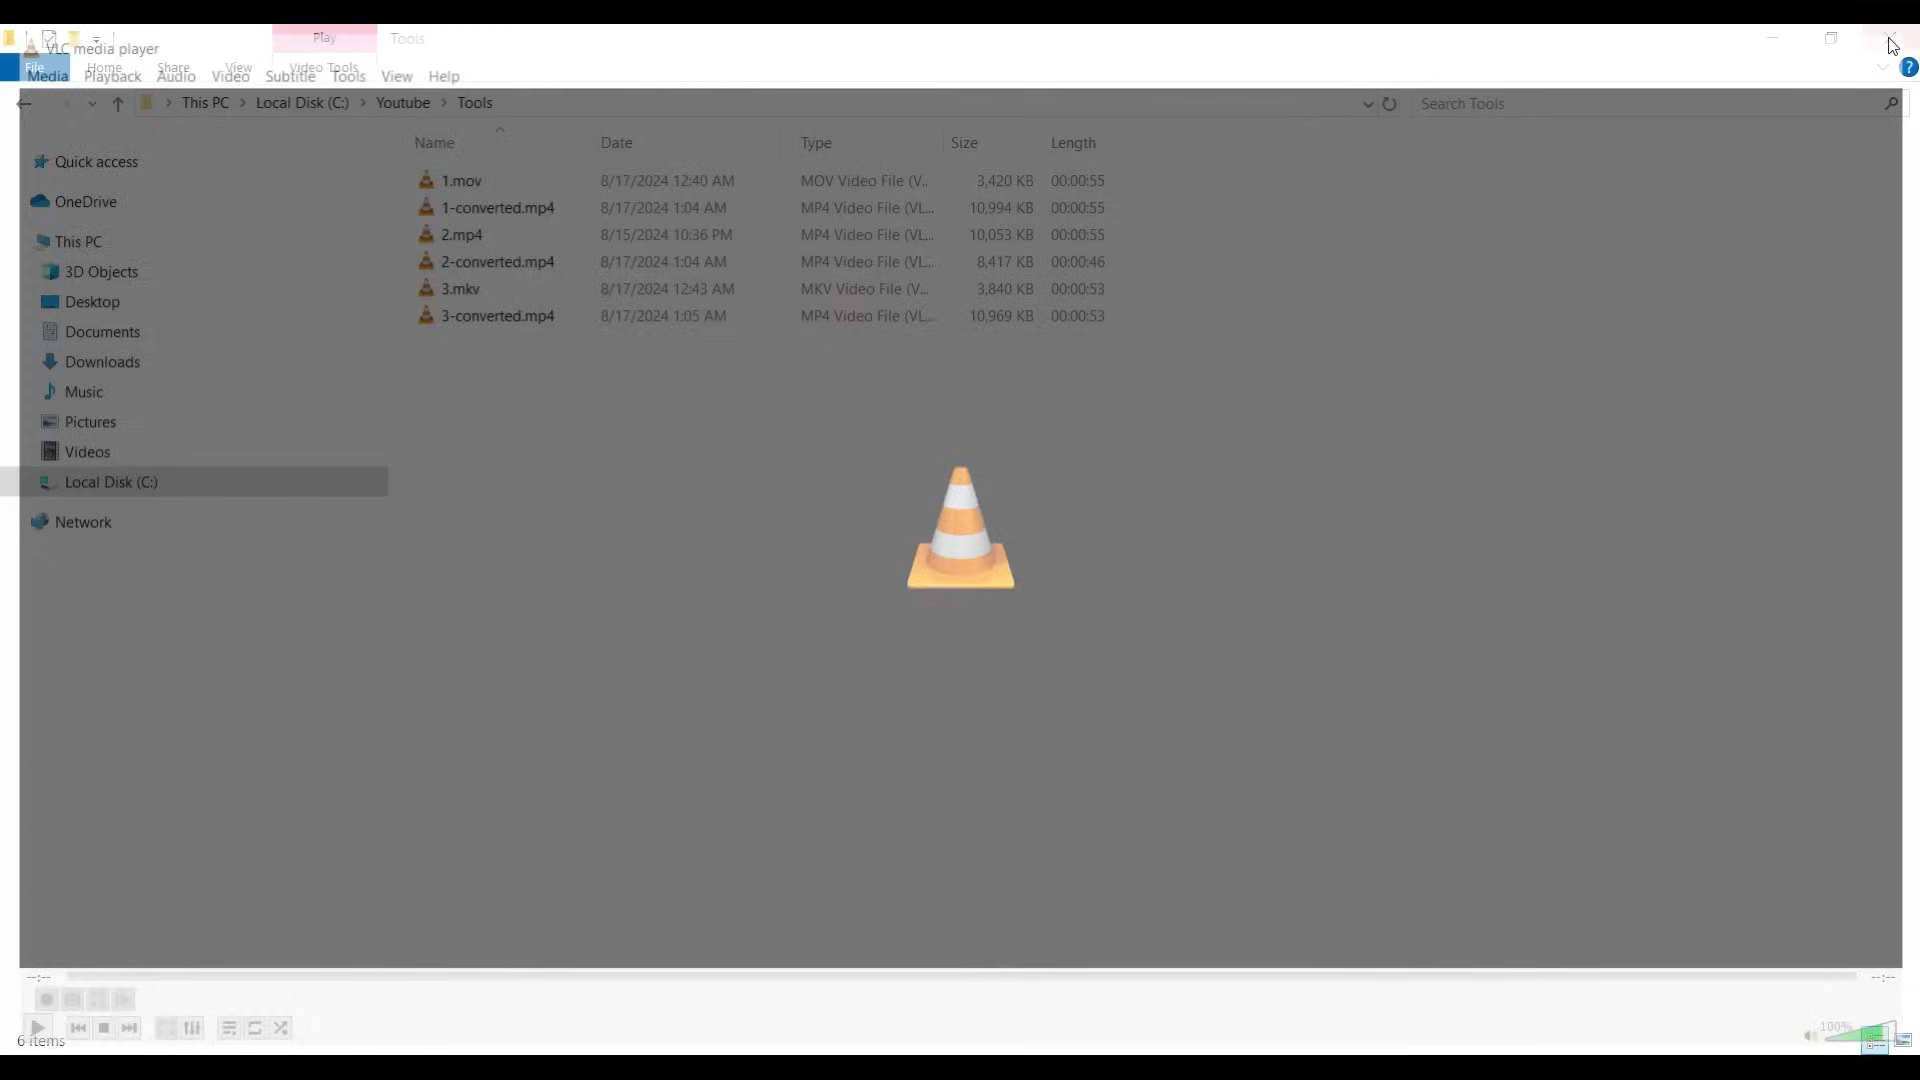 Play Tools
VLC media player
File Home Share View Video Tools
Media Playback Audio Video Subtitle Tools View Help
This PC Local Disk (C:) Youtube Tools
Search Tools
Name Date Type Size Length
Quick access
1.mov 8/17/2024 12:40 AM MOV Video File (V... 3,420 KB 00:00:55
OneDrive
1-converted.mp4 8/17/2024 1:04 AM MP4 Video File (VL... 10,994 KB 00:00:55
2.mp4 8/15/2024 10:36 PM MP4 Video File (VL... 10,053 KB 00:00:55
This PC
2-converted.mp4 8/17/2024 1:04 AM MP4 Video File (VL... 8,417 KB 00:00:46
3D Objects
3.mkv 8/17/2024 12:43 AM MKV Video File (V... 3,840 KB 00:00:53
Desktop
3-converted.mp4 8/17/2024 1:05 AM MP4 Video File (VL... 10,969 KB 00:00:53
Documents
Downloads
Music
Pictures
Videos
Local Disk (C:)
Network
--:-- --:--
100%
6 items